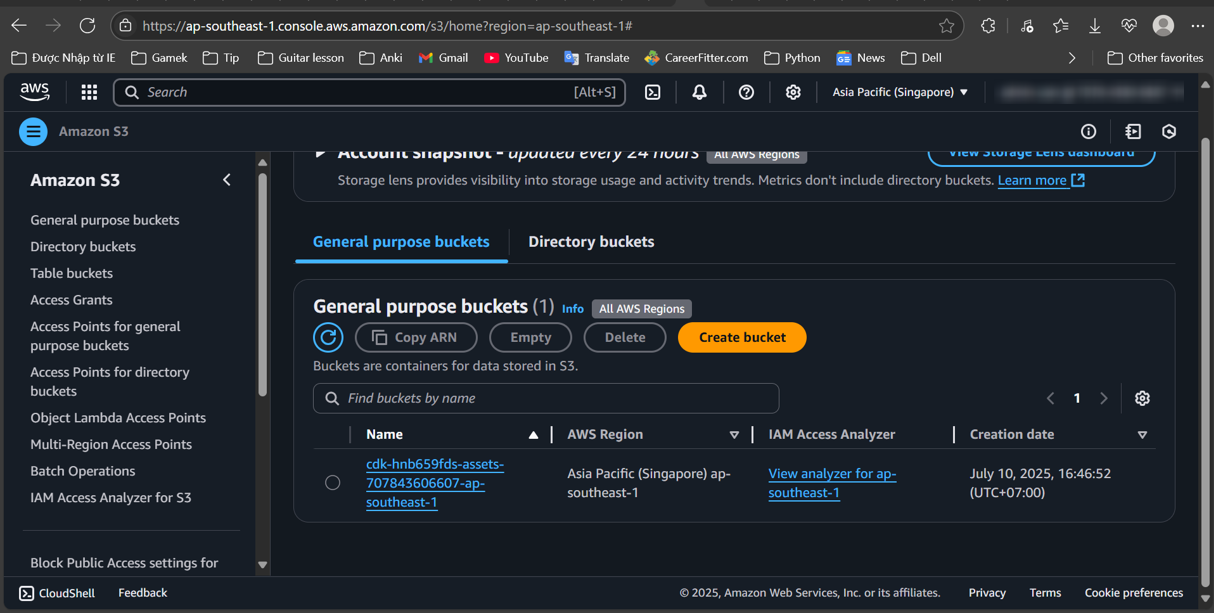 https://ap-southeast-1.console.aws.amazon.com/s3/home?region=ap-southeast-1#
Được Nhập từ IE
Gamek
Tip
Guitar lesson
Anki
Gmail
YouTube
Translate
CareerFitter.com
Python
News
Dell
Other favorites
aws
Search
[Alt+S]
Asia Pacific (Singapore)
Amazon S3
Amazon S3
General purpose buckets
Directory buckets
Table buckets
Access Grants
Access Points for general
purpose buckets
Access Points for directory
buckets
Object Lambda Access Points
Multi-Region Access Points
Batch Operations
IAM Access Analyzer for S3
Block Public Access settings for
Account snapshot - updated every 24 hours
All AWS Regions
View Storage Lens dashboard
Storage lens provides visibility into storage usage and activity trends. Metrics don't include directory buckets. Learn more
General purpose buckets
Directory buckets
General purpose buckets (1) Info All AWS Regions
Copy ARN
Empty
Delete
Create bucket
Buckets are containers for data stored in S3.
Find buckets by name
1
Name
AWS Region
IAM Access Analyzer
Creation date
cdk-hnb659fds-assets-
707843606607-ap-
southeast-1
Asia Pacific (Singapore) ap-
southeast-1
View analyzer for ap-
southeast-1
July 10, 2025, 16:46:52
(UTC+07:00)
CloudShell
Feedback
© 2025, Amazon Web Services, Inc. or its affiliates.
Privacy
Terms
Cookie preferences